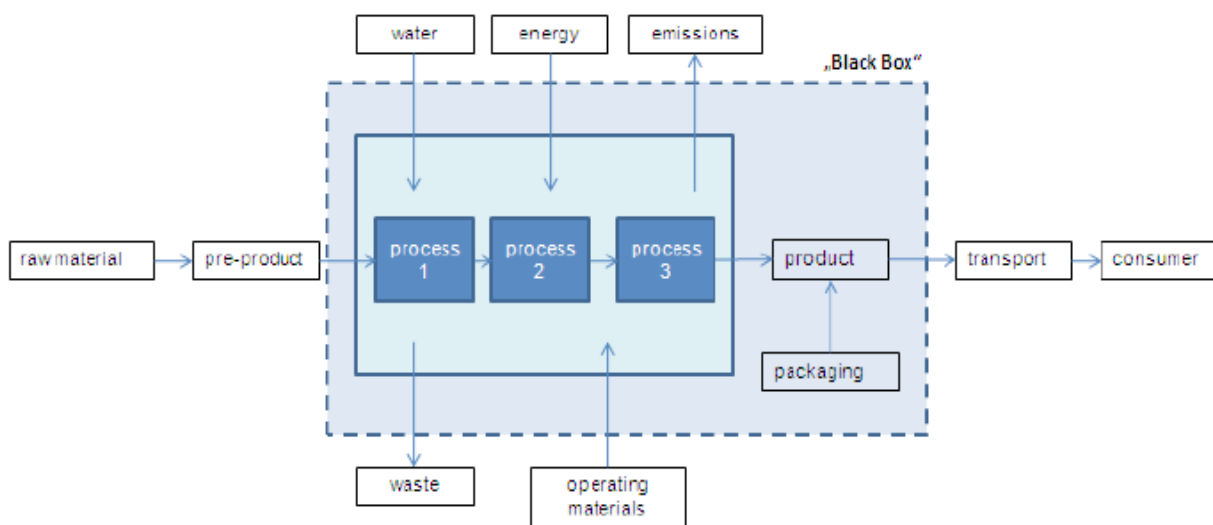 water
energy
emissions
„Black Box“
process
1
process
2
process
3
raw material
pre-product
product
transport
consumer
packaging
waste
operating
materials